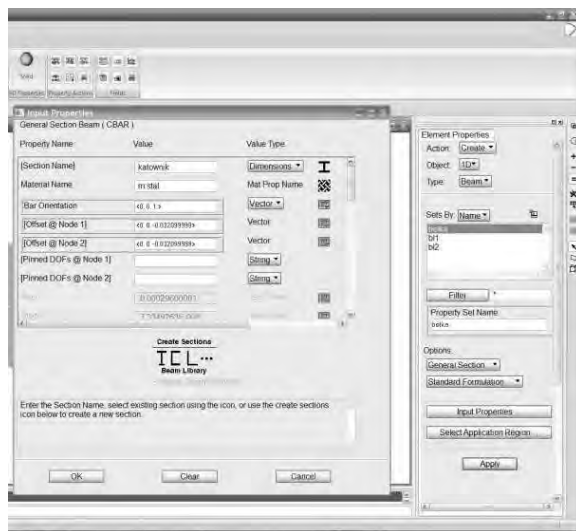 Input Properties
General Section Beam ( CBAR )
Property Name Value Value Type
[Section Name] katownik Dimensions
Material Name m:stal Mat Prop Name
[Bar Orientation] <0. 0. 1.> Vector
[Offset @ Node 1] Vector
[Offset @ Node 2] Vector
[Pinned DOFs @ Node 1] String
[Pinned DOFs @ Node 2] String
Create Sections
Beam Library
Enter the Section Name, select existing section using the icon, or use the create sections
icon below to create a new section.
OK Clear Cancel
Element Properties
Action: Create
Object: 1D
Type: Beam
Sets By: Name
belka
bl1
bl2
Filter *
Property Set Name
belka
Options:
General Section
Standard Formulation
Input Properties
Select Application Region
Apply